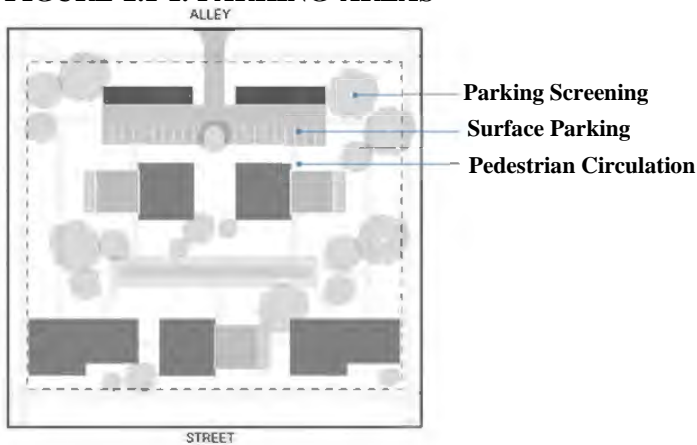 ALLEY
Parking Screening
Surface Parking
Pedestrian Circulation
STREET